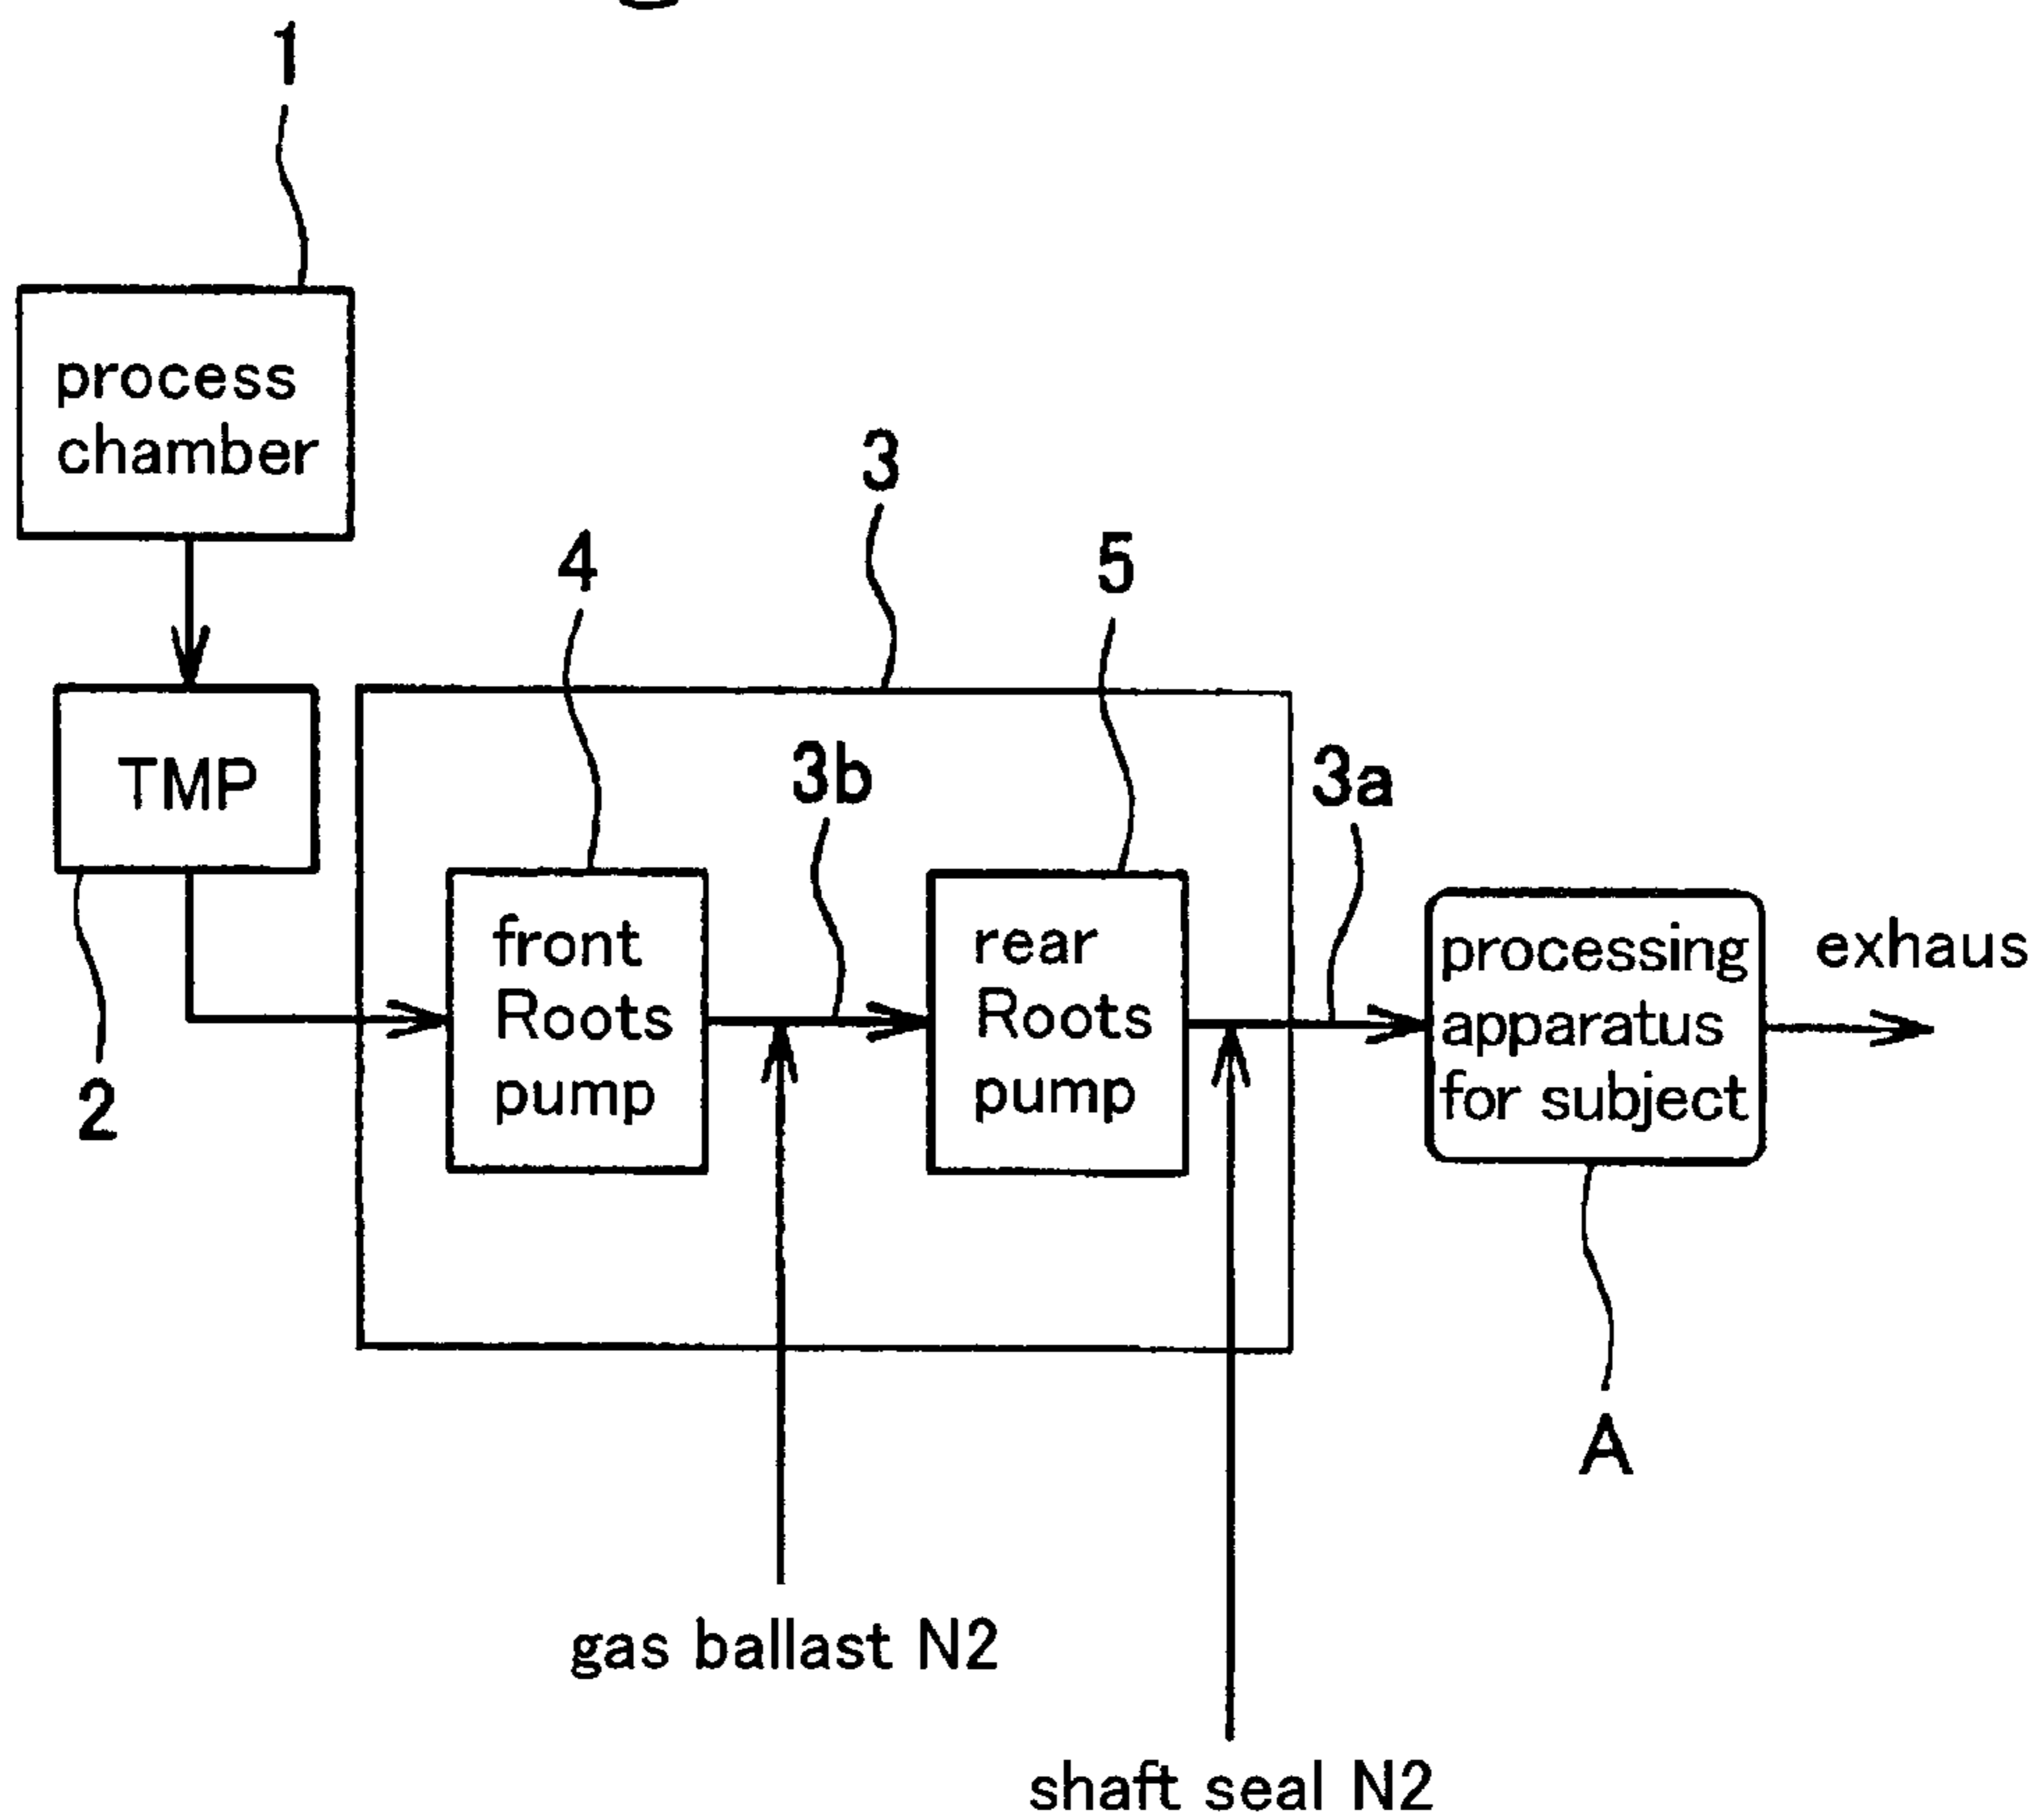 1
process
chamber
3
4
5
TMP
3b
3a
front
Roots
pump
rear
Roots
pump
processing
apparatus
for subject
exhaus
2
A
gas ballast N2
shaft seal N2